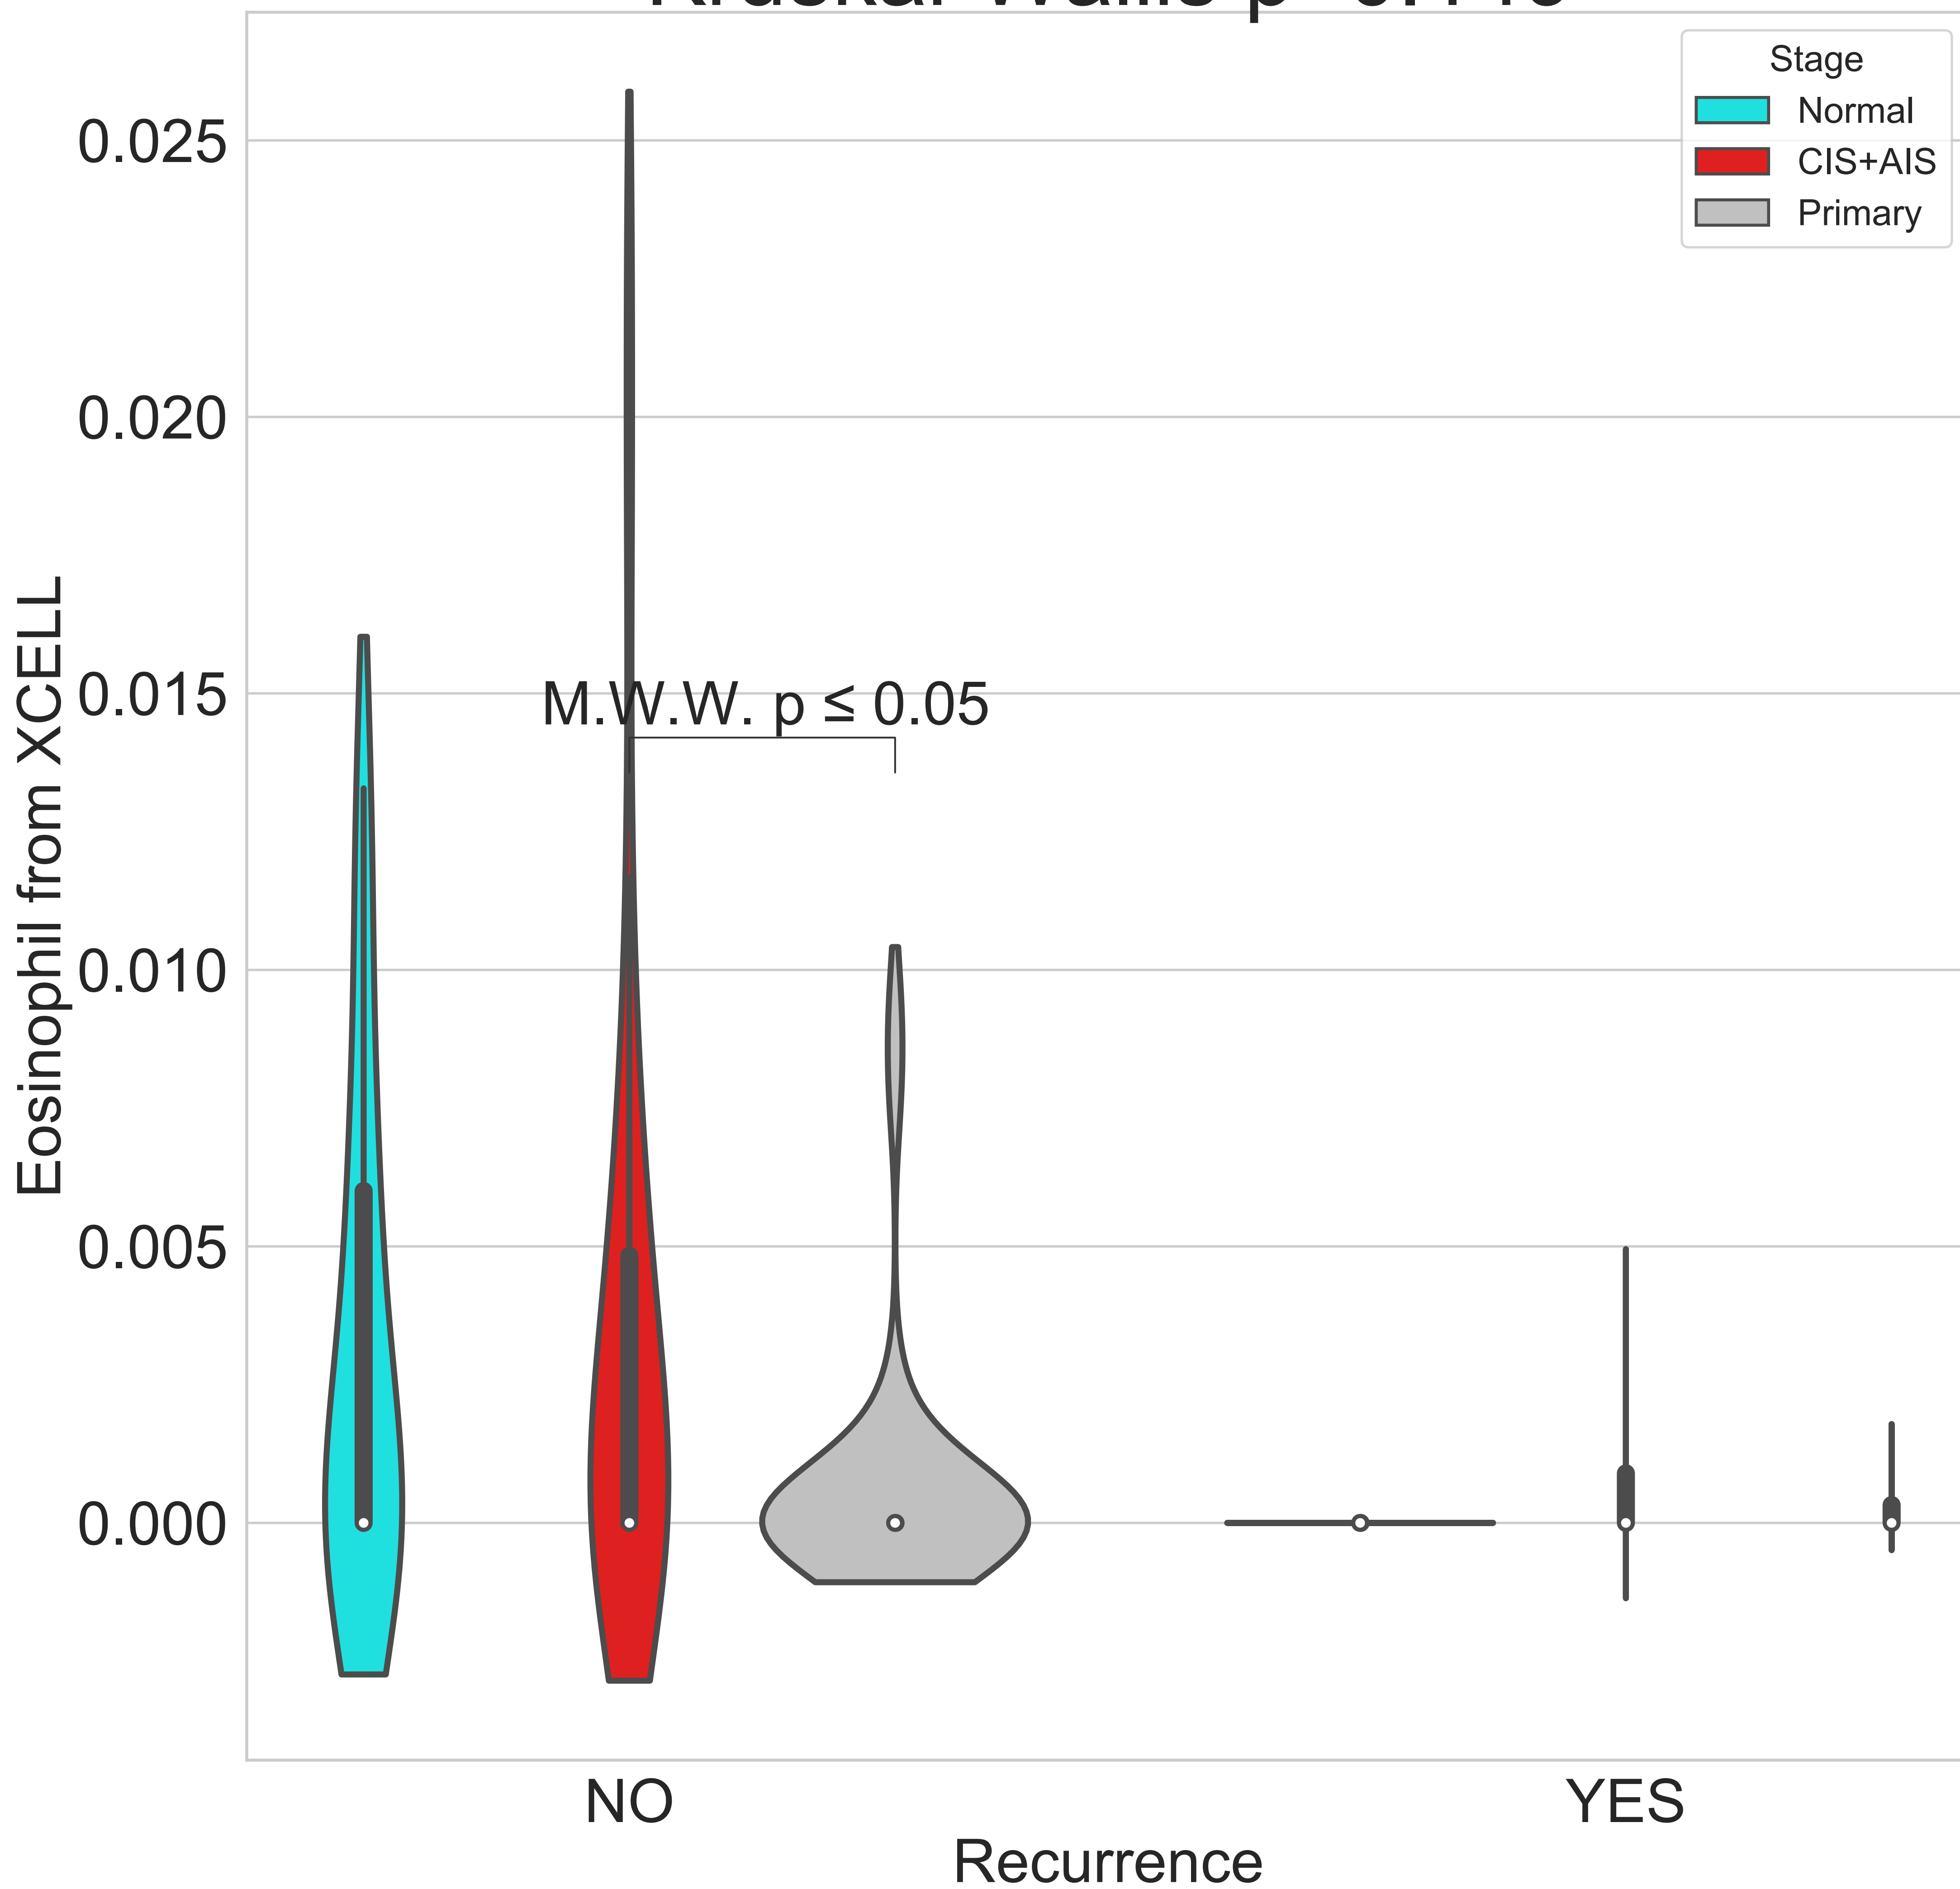 Stage
Normal
CIS+AIS
Primary
0.025
0.020
0.015
0.010
0.005
0.000
Eosinophil from XCELL
M.W.W. p ≤ 0.05
NO
YES
Recurrence